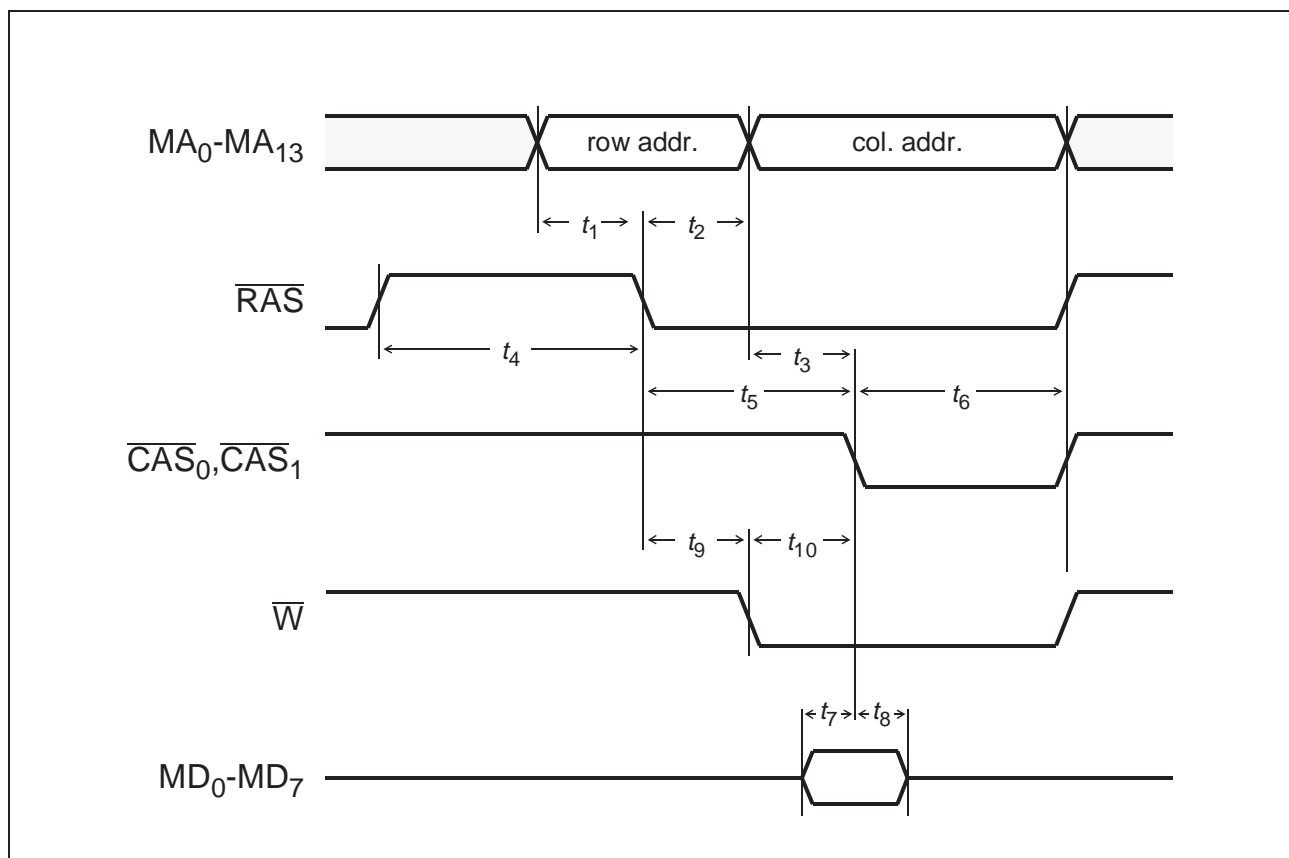 MA0-MA13
row addr.
col. addr.
t1
t2
RAS
t4
t3
t5
t6
CAS0,CAS1
t9
t10
W
t7
t8
MD0-MD7